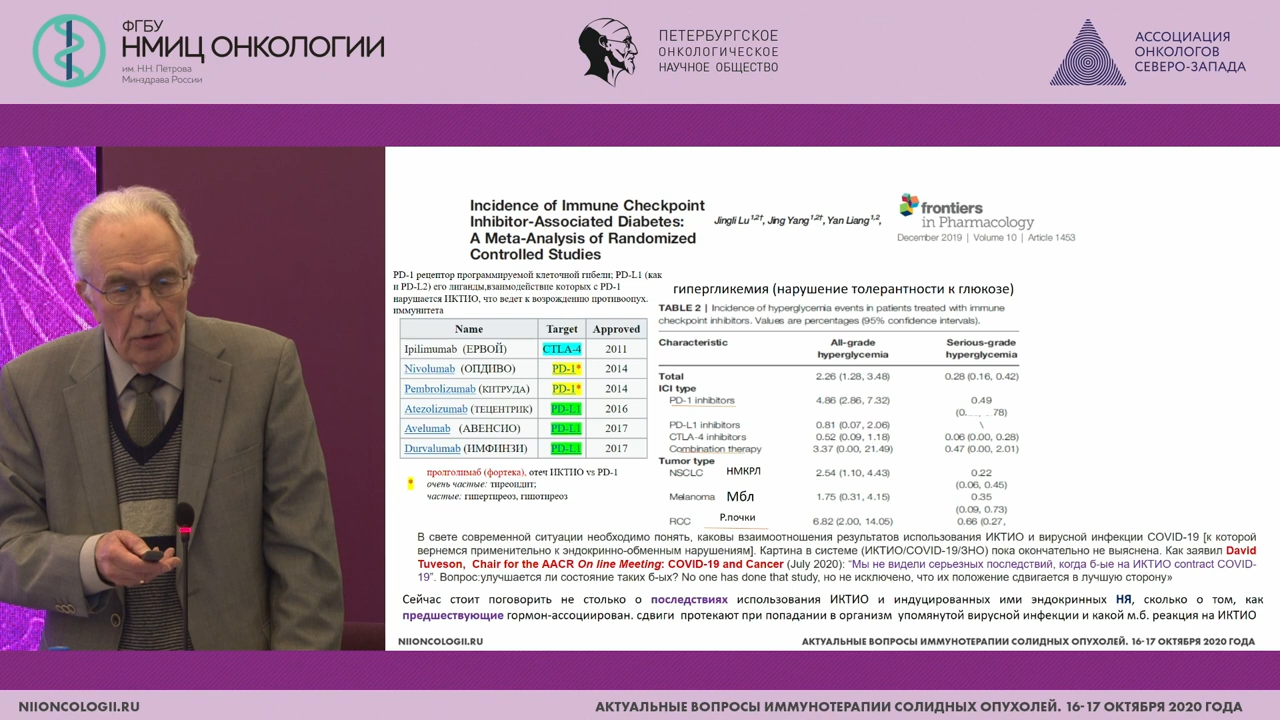 ФГБУ
НМИЦ ОНКОЛОГИИ
им. Н.Н. Петрова
Минздрава России
ПЕТЕРБУРГСКОЕ
ОНКОЛОГИЧЕСКОЕ
НАУЧНОЕ ОБЩЕСТВО
АССОЦИАЦИЯ
ОНКОЛОГОВ
СЕВЕРО-ЗАПАДА
Incidence of Immune Checkpoint
Inhibitor-Associated Diabetes:
A Meta-Analysis of Randomized
Controlled Studies
Jingli Lu 1,2†, Jing Yang 1,2†, Yan Liang 1,2,
frontiers
in Pharmacology
December 2019 | Volume 10 | Article 1453
PD-1 рецептор программируемой клеточной гибели; PD-L1 (как
и PD-L2) его лиганды,взаимодействие которых с PD-1
нарушается ИКТИО, что ведет к возрождению противоопух.
иммунитета
Name Target Approved
Ipilimumab (ЕРВОЙ) CTLA-4 2011
Nivolumab (ОПДИВО) PD-1* 2014
Pembrolizumab (КИТРУДА) PD-1* 2014
Atezolizumab (ТЕЦЕНТРИК) PD-L1 2016
Avelumab (АВЕНСИО) PD-L1 2017
Durvalumab (ИМФИНЗИ) PD-L1 2017
* пролголимаб (фортека), отеч ИКТИО vs PD-1
очень частые: тиреоидит;
частые: гипертиреоз, гипотиреоз
гипергликемия (нарушение толерантности к глюкозе)
TABLE 2 | Incidence of hyperglycemia events in patients treated with immune
checkpoint inhibitors. Values are percentages (95% confidence intervals).
Characteristic All-grade Serious-grade
hyperglycemia hyperglycemia
Total 2.26 (1.28, 3.48) 0.28 (0.16, 0.42)
ICI type
PD-1 inhibitors 4.86 (2.86, 7.32) 0.49
78)
PD-L1 inhibitors 0.81 (0.07, 2.06) \
CTLA-4 inhibitors 0.52 (0.09, 1.18) 0.06 (0.00, 0.28)
Combination therapy 3.37 (0.00, 21.49) 0.47 (0.00, 2.01)
Tumor type
NSCLC НМКРЛ 2.54 (1.10, 4.43) 0.22
(0.06, 0.45)
Melanoma Мбл 1.75 (0.31, 4.15) 0.35
(0.09, 0.73)
RCC Р.почки 6.82 (2.00, 14.05) 0.66 (0.27,
В свете современной ситуации необходимо понять, каковы взаимоотношения результатов использования ИКТИО и вирусной инфекции COVID-19 [к которой
вернемся применительно к эндокринно-обменным нарушениям]. Картина в системе (ИКТИО/COVID-19/ЗНО) пока окончательно не выяснена. Как заявил David
Tuveson, Chair for the AACR On line Meeting: COVID-19 and Cancer (July 2020): “Мы не видели серьезных последствий, когда б-ые на ИКТИО contract COVID-
19”. Вопрос:улучшается ли состояние таких б-ых? No one has done that study, но не исключено, что их положение сдвигается в лучшую сторону»
Сейчас стоит поговорить не столько о последствиях использования ИКТИО и индуцированных ими эндокринных НЯ, сколько о том, как
предшествующие гормон-ассоциирован. сдвиги протекают при попадании в организм упомянутой вирусной инфекции и какой м.б. реакция на ИКТИО
NIIONCOLOGII.RU АКТУАЛЬНЫЕ ВОПРОСЫ ИММУНОТЕРАПИИ СОЛИДНЫХ ОПУХОЛЕЙ. 16-17 ОКТЯБРЯ 2020 ГОДА
NIIONCOLOGII.RU АКТУАЛЬНЫЕ ВОПРОСЫ ИММУНОТЕРАПИИ СОЛИДНЫХ ОПУХОЛЕЙ. 16-17 ОКТЯБРЯ 2020 ГОДА